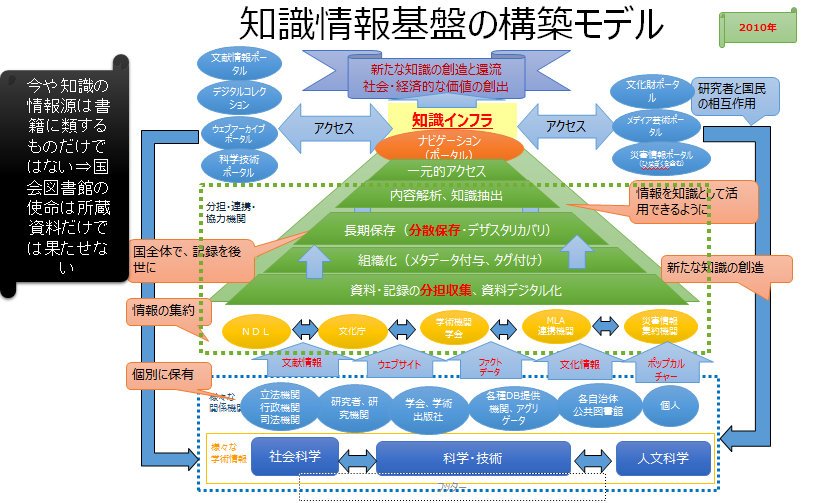 知識情報基盤の構築モデル
2010年
今や知識の
情報源は書
籍に類する
ものだけで
はない⇒国
会図書館の
使命は所蔵
資料だけで
は果たせな
い
文献情報ポー
タル
デジタルコレク
ション
ウェブアーカイブ
ポータル
科学技術
ポータル
新たな知識の創造と還流
社会・経済的な価値の創出
アクセス
知識インフラ
ナビゲーション
(ポータル)
アクセス
文化財ポータ
ル
メディア芸術ポー
タル
災害情報ポータル
(ひなぎくを含む)
研究者と国民
の相互作用
一元的アクセス
内容解析、知識抽出
長期保存(分散保存・デザスタリカバリ)
組織化(メタデータ付与、タグ付け)
資料・記録の分担収集、資料デジタル化
分担・連携・
協力機関
情報を知識として活
用できるように
国全体で、記録を後
世に
新たな知識の創造
情報の集約
NDL
文化庁
学術機関
学会
MLA
連携機関
災害情報
集約機関
文献情報
ウェブサイト
ファクト
データ
文化情報
ポップカル
チャー
個別に保有
様々な
関係機関
立法機関
行政機関
司法機関
研究者、研
究機関
学会、学術
出版社
各種DB提供
機関、アグリ
データ
各自治体
公共図書館
個人
様々な
学術情報
社会科学
科学・技術
人文科学
フッター